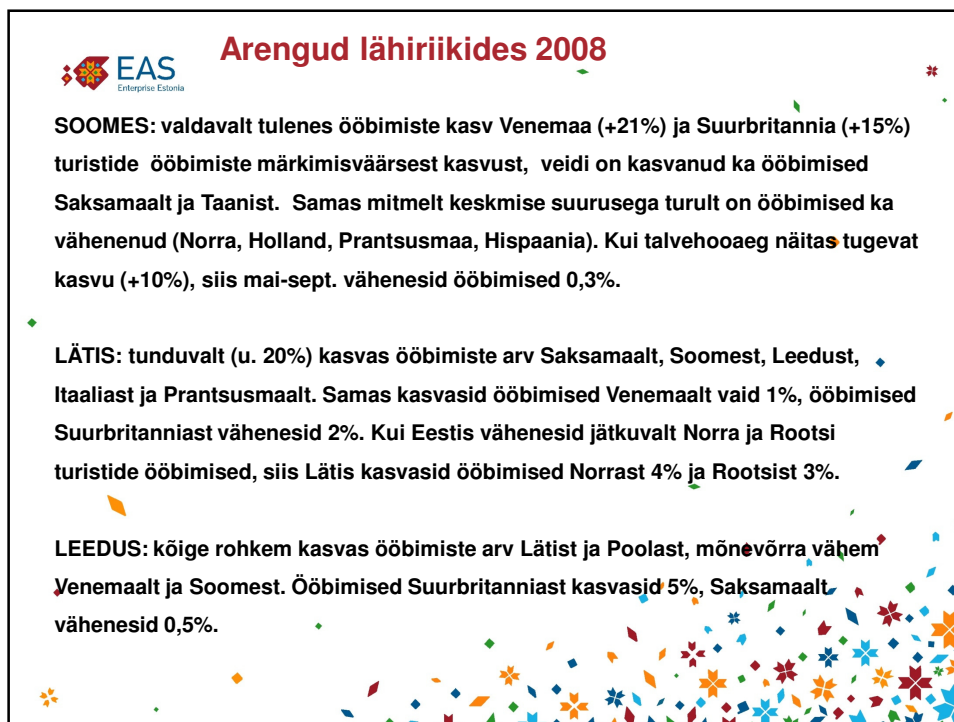 Arengud lähiriikides 2008
EAS
Enterprise Estonia
SOOMES: valdavalt tulenes ööbimiste kasv Venemaa (+21%) ja Suurbritannia (+15%)
turistide ööbimiste märkimisväärsest kasvust, veidi on kasvanud ka ööbimised
Saksamaalt ja Taanist. Samas mitmelt keskmise suurusega turult on ööbimised ka
vähenenud (Norra, Holland, Prantsusmaa, Hispaania). Kui talvehooaeg näitas tugevat
kasvu (+10%), siis mai-sept. vähenesid ööbimised 0,3%.
LÄTIS: tunduvalt (u. 20%) kasvas ööbimiste arv Saksamaalt, Soomest, Leedust,
Itaaliast ja Prantsusmaalt. Samas kasvasid ööbimised Venemaalt vaid 1%, ööbimised
Suurbritanniast vähenesid 2%. Kui Eestis vähenesid jätkuvalt Norra ja Rootsi
turistide ööbimised, siis Lätis kasvasid ööbimised Norrast 4% ja Rootsist 3%.
LEEDUS: kõige rohkem kasvas ööbimiste arv Lätist ja Poolast, mõnevõrra vähem
Venemaalt ja Soomest. Ööbimised Suurbritanniast kasvasid 5%, Saksamaalt
vähenesid 0,5%.